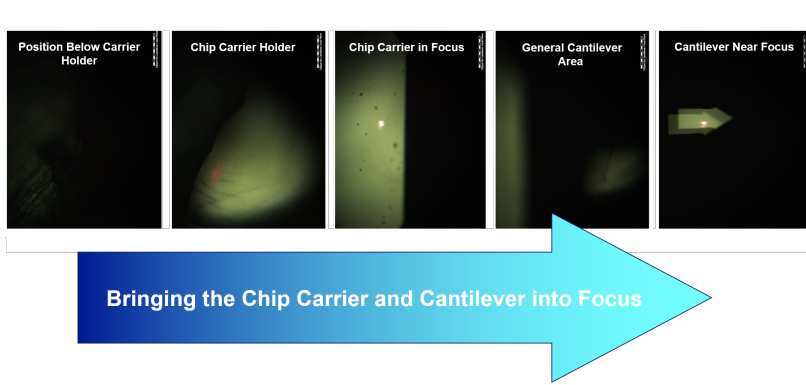 Position Below Carrier
Holder
Chip Carrier Holder
Chip Carrier in Focus
General Cantilever
Area
Cantilever Near Focus
Bringing the Chip Carrier and Cantilever into Focus